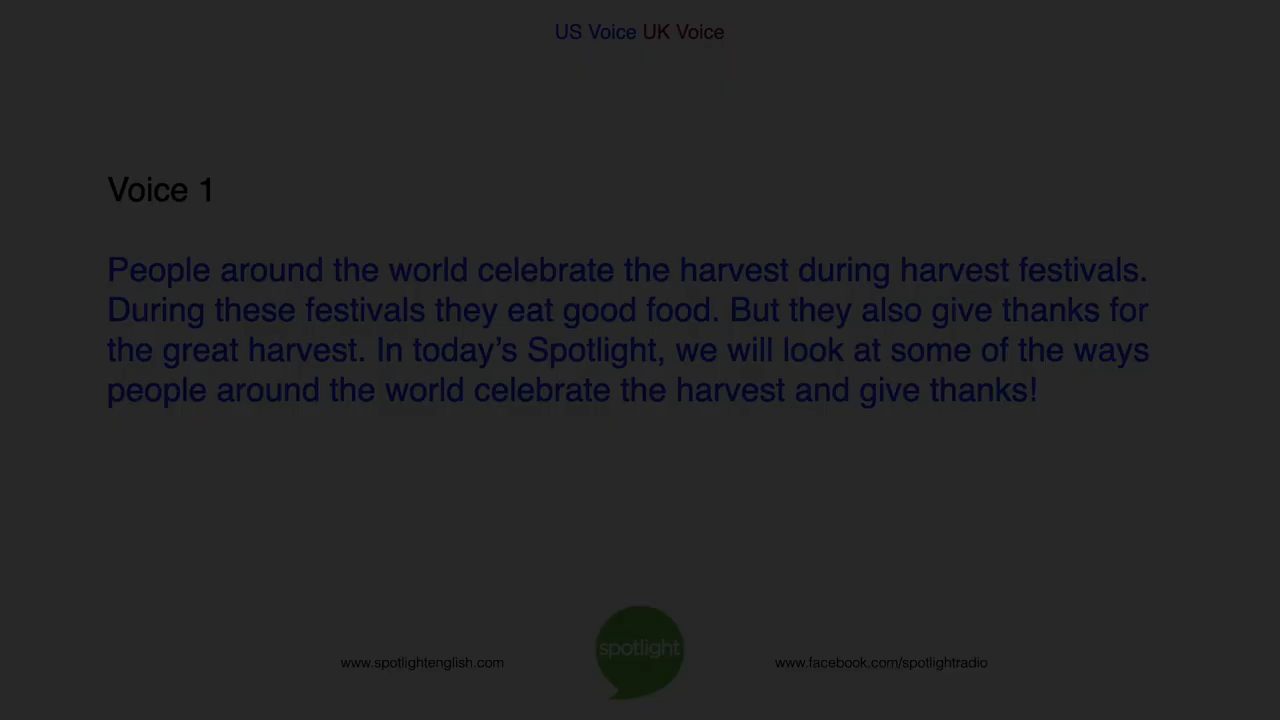 US Voice UK Voice
Voice 1
People around the world celebrate the harvest during harvest festivals.
During these festivals they eat good food. But they also give thanks for
the great harvest. In today’s Spotlight, we will look at some of the ways
people around the world celebrate the harvest and give thanks!
spotlight
www.spotlightenglish.com
www.facebook.com/spotlightradio